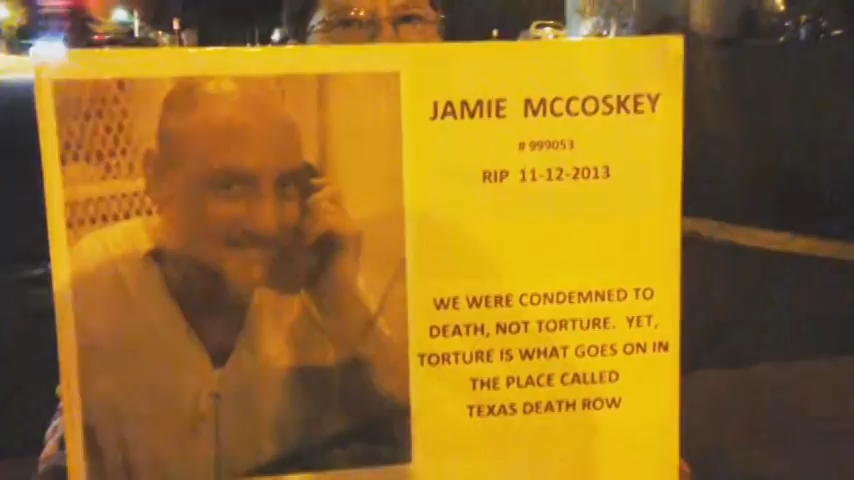 JAMIE MCCOSKEY
# 999053
RIP 11-12-2013
WE WERE CONDEMNED TO
DEATH, NOT TORTURE. YET,
TORTURE IS WHAT GOES ON IN
THE PLACE CALLED
TEXAS DEATH ROW